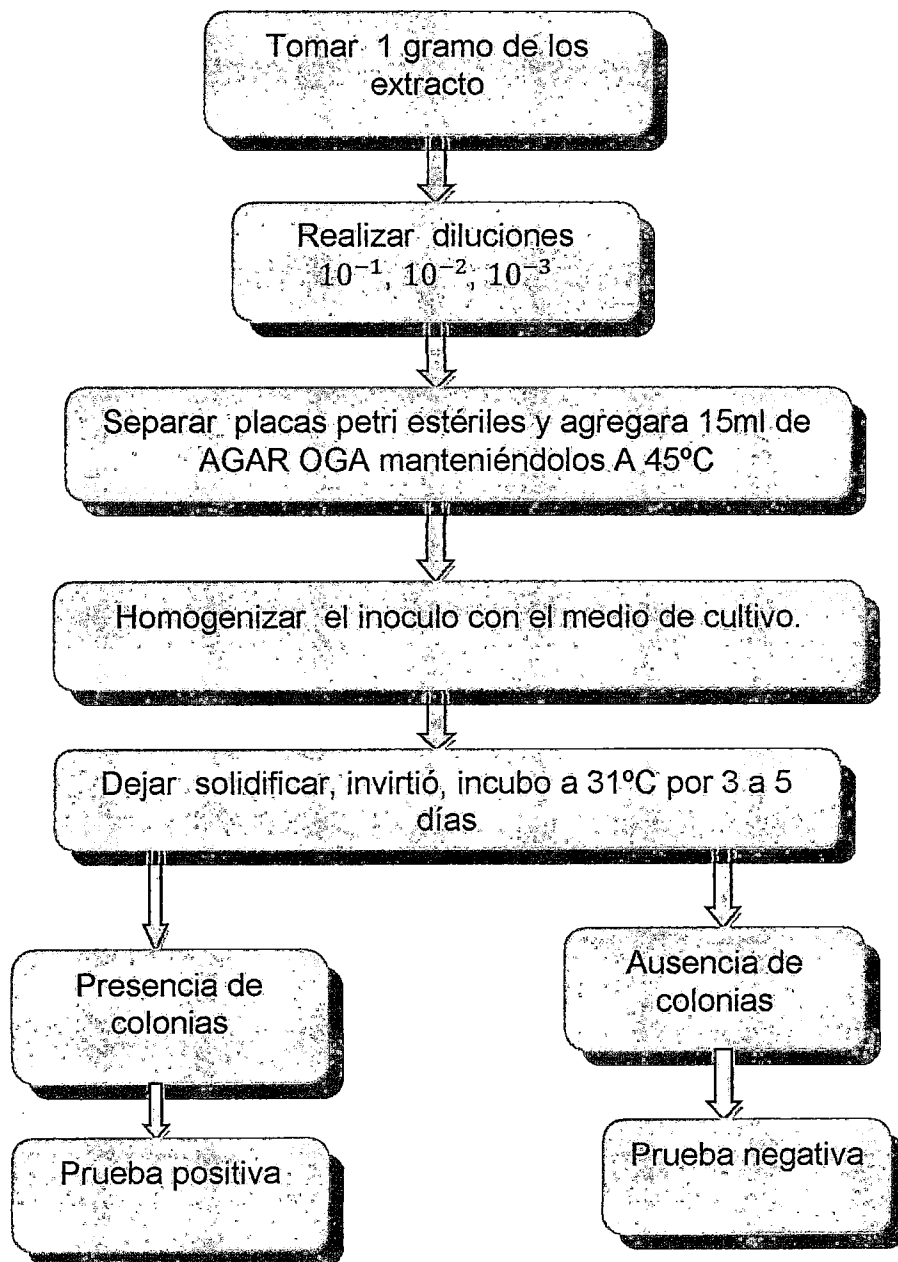 Tomar 1 gramo de los
extracto
Realizar diluciones
10⁻¹, 10⁻², 10⁻³
Separar placas petri estériles y agregara 15ml de
AGAR OGA manteniéndolos A 45ºC
Homogenizar el inoculo con el medio de cultivo.
Dejar solidificar, invirtió, incubo a 31ºC por 3 a 5
días
Presencia de
colonias
Ausencia de
colonias
Prueba positiva
Prueba negativa